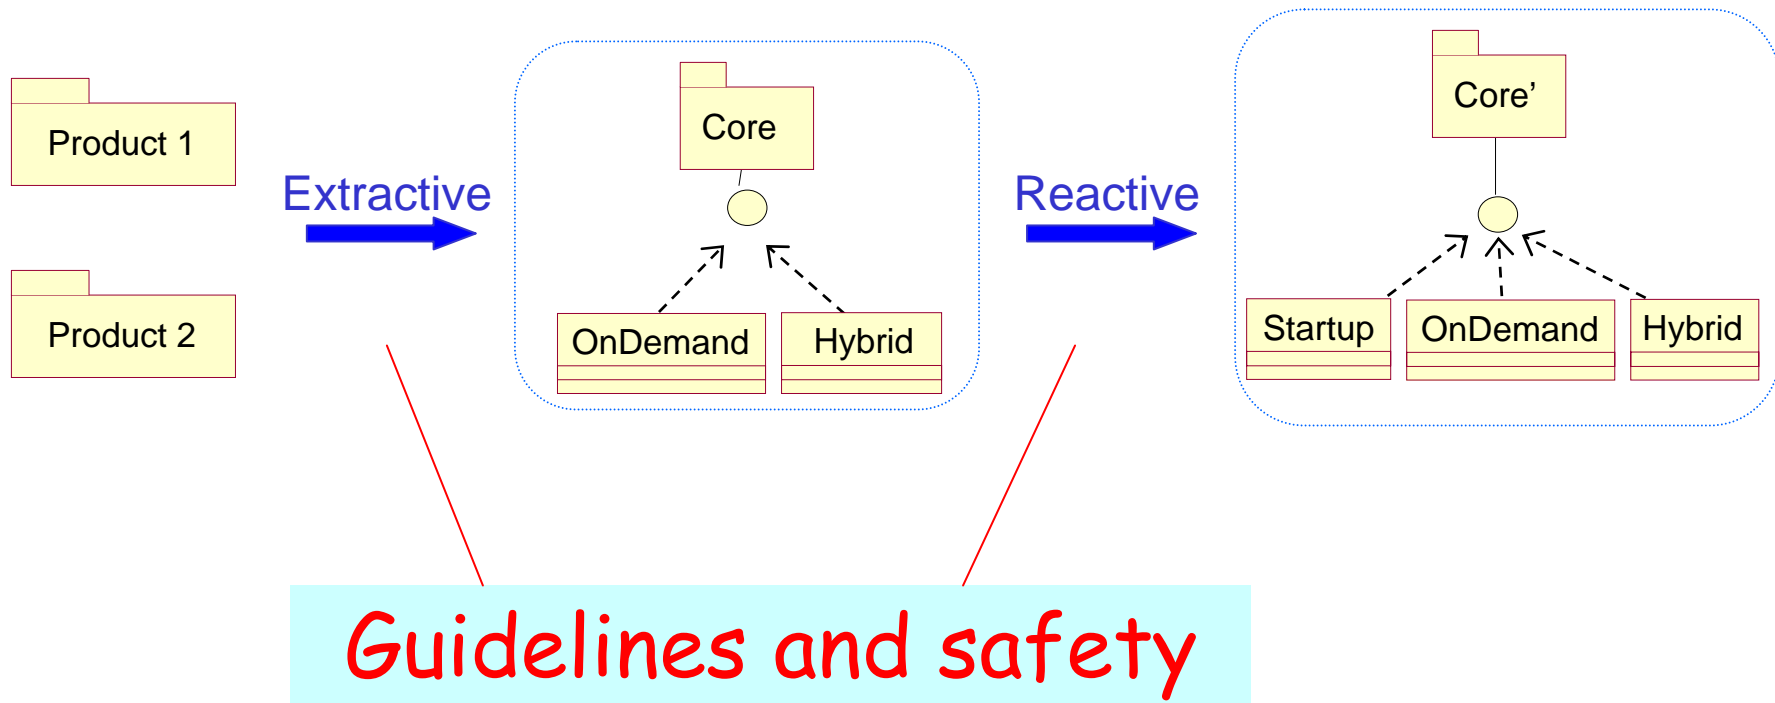 Product 1
Product 2
Extractive
Core
OnDemand
Hybrid
Reactive
Core’
Startup
OnDemand
Hybrid
Guidelines and safety